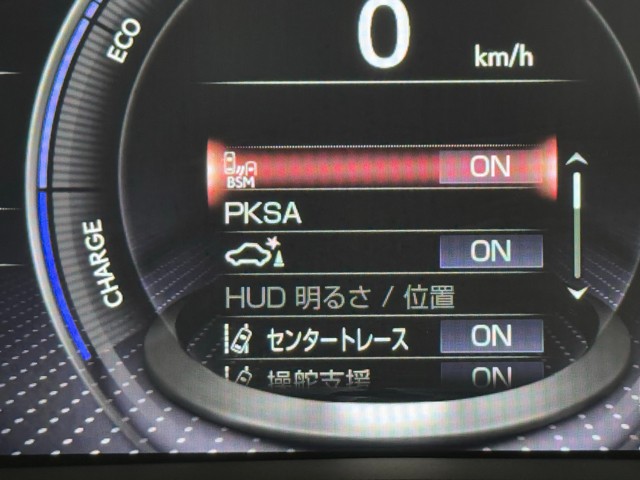 ECO
0
km/h
BSM ON
PKSA
ON
HUD 明るさ / 位置
センタートレース ON
操舵支援 ON
CHARGE